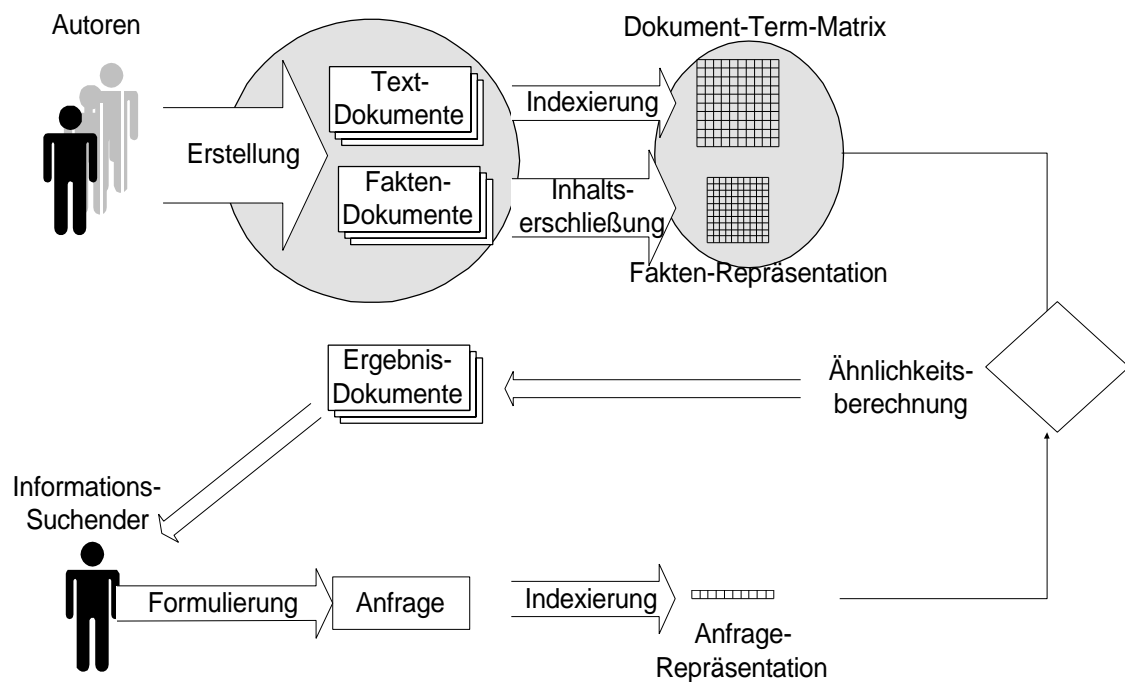 Autoren
Dokument-Term-Matrix
Text-
Dokumente
Indexierung
Erstellung
Fakten-
Dokumente
Inhalts-
erschließung
Fakten-Repräsentation
Ergebnis-
Dokumente
Ähnlichkeits-
berechnung
Informations-
Suchender
Formulierung
Anfrage
Indexierung
Anfrage-
Repräsentation